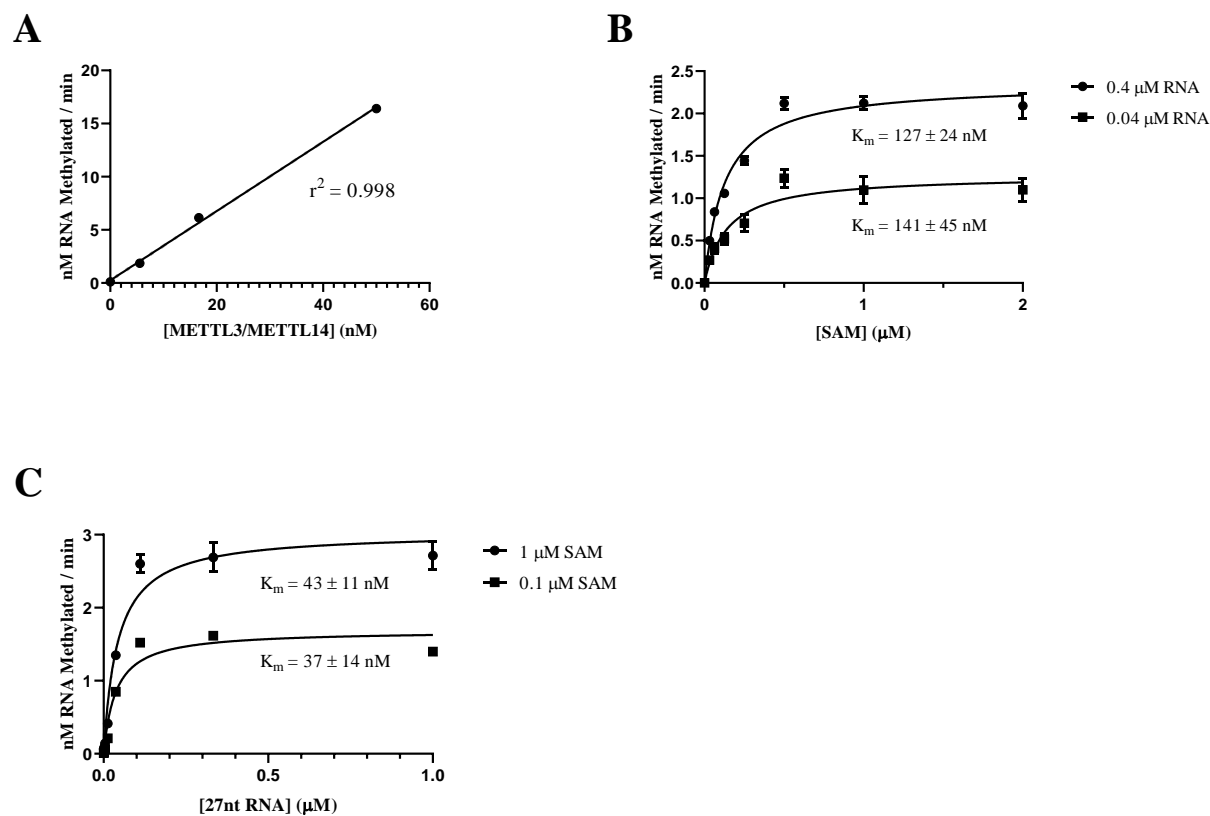 A
nM RNA Methylated / min
20
15
10
5
0
r² = 0.998
0 20 40 60
[METTL3/METTL14] (nM)
B
nM RNA Methylated / min
2.5
2.0
1.5
1.0
0.5
0.0
Km = 127 ± 24 nM
Km = 141 ± 45 nM
0 1 2
[SAM] (μM)
0.4 μM RNA
0.04 μM RNA
C
nM RNA Methylated / min
3
2
1
0
Km = 43 ± 11 nM
Km = 37 ± 14 nM
0.0 0.5 1.0
[27nt RNA] (μM)
1 μM SAM
0.1 μM SAM